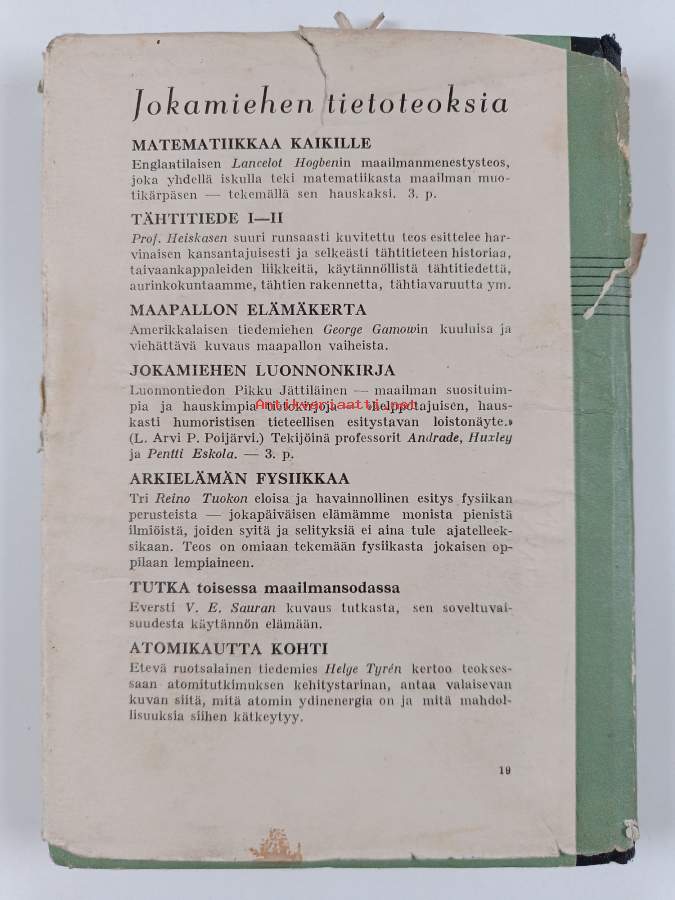 Jokamiehen tietoteoksia
MATEMATIIKKAA KAIKILLE
Englantilaisen Lancelot Hogbenin maailmanmenestysteos,
joka yhdellä iskulla teki matematiikasta maailman muo-
tikärpäsen — tekemällä sen hauskaksi. 3. p.
TÄHTITIEDE I—II
Prof. Heiskasen suuri runsaasti kuvitettu teos esittelee har-
vinaisen kansantajuisesti ja selkeästi tähtitieteen historiaa,
taivaankappaleiden liikkeitä, käytännöllistä tähtitiedettä,
aurinkokuntaamme, tähtien rakennetta, tähtiavaruutta ym.
MAAPALLON ELÄMÄKERTA
Amerikkalaisen tiedemiehen George Gamowin kuuluisa ja
viehättävä kuvaus maapallon vaiheista.
JOKAMIEHEN LUONNONKIRJA
Luonnontiedon Pikku Jättiläinen — maailman suosituim-
pia ja hauskimpia tietokirjoja — »helppotajuisen, haus-
Antikvariaatti.net
kasti humoristisen tieteellisen esitystavan loistonäyte.»
(L. Arvi P. Poijärvi.) Tekijöinä professorit Andrade, Huxley
ja Pentti Eskola. — 3. p.
ARKIELÄMÄN FYSIIKKAA
Tri Reino Tuokon eloisa ja havainnollinen esitys fysiikan
perusteista — jokapäiväisen elämämme monista pienistä
ilmiöistä, joiden syitä ja selityksiä ei aina tule ajatelleek-
sikaan. Teos on omiaan tekemään fysiikasta jokaisen op-
pilaan lempiaineen.
TUTKA toisessa maailmansodassa
Eversti V. E. Sauran kuvaus tutkasta, sen soveltuvai-
suudesta käytännön elämään.
ATOMIKAUTTA KOHTI
Etevä ruotsalainen tiedemies Helge Tyrén kertoo teokses-
saan atomitutkimuksen kehitystarinan, antaa valaisevan
kuvan siitä, mitä atomin ydinenergia on ja mitä mahdol-
lisuuksia siihen kätkeytyy.
19